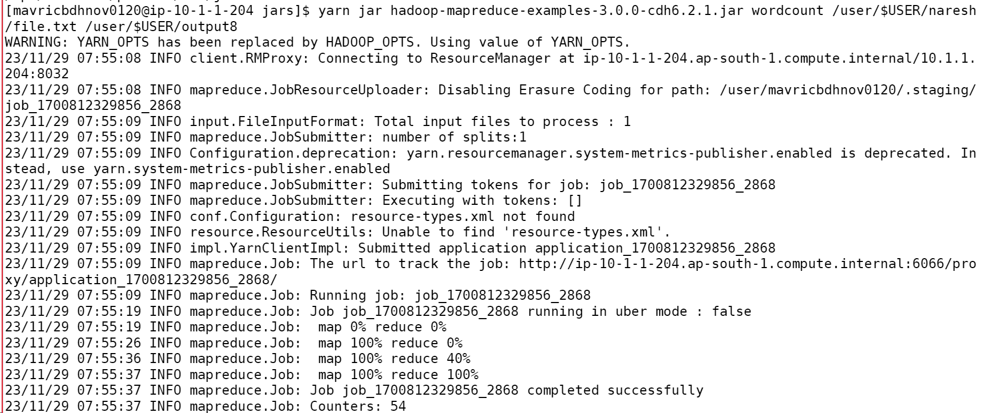 [mavricbdhnov0120@ip-10-1-1-204 jars]$ yarn jar hadoop-mapreduce-examples-3.0.0-cdh6.2.1.jar wordcount /user/$USER/naresh
/file.txt /user/$USER/output8
WARNING: YARN_OPTS has been replaced by HADOOP_OPTS. Using value of YARN_OPTS.
23/11/29 07:55:08 INFO client.RMProxy: Connecting to ResourceManager at ip-10-1-1-204.ap-south-1.compute.internal/10.1.1.
204:8032
23/11/29 07:55:08 INFO mapreduce.JobResourceUploader: Disabling Erasure Coding for path: /user/mavricbdhnov0120/.staging/
job_1700812329856_2868
23/11/29 07:55:09 INFO input.FileInputFormat: Total input files to process : 1
23/11/29 07:55:09 INFO mapreduce.JobSubmitter: number of splits:1
23/11/29 07:55:09 INFO Configuration.deprecation: yarn.resourcemanager.system-metrics-publisher.enabled is deprecated. In
stead, use yarn.system-metrics-publisher.enabled
23/11/29 07:55:09 INFO mapreduce.JobSubmitter: Submitting tokens for job: job_1700812329856_2868
23/11/29 07:55:09 INFO mapreduce.JobSubmitter: Executing with tokens: []
23/11/29 07:55:09 INFO conf.Configuration: resource-types.xml not found
23/11/29 07:55:09 INFO resource.ResourceUtils: Unable to find 'resource-types.xml'.
23/11/29 07:55:09 INFO impl.YarnClientImpl: Submitted application application_1700812329856_2868
23/11/29 07:55:09 INFO mapreduce.Job: The url to track the job: http://ip-10-1-1-204.ap-south-1.compute.internal:6066/pro
xy/application_1700812329856_2868/
23/11/29 07:55:09 INFO mapreduce.Job: Running job: job_1700812329856_2868
23/11/29 07:55:19 INFO mapreduce.Job: Job job_1700812329856_2868 running in uber mode : false
23/11/29 07:55:19 INFO mapreduce.Job:  map 0% reduce 0%
23/11/29 07:55:26 INFO mapreduce.Job:  map 100% reduce 0%
23/11/29 07:55:36 INFO mapreduce.Job:  map 100% reduce 40%
23/11/29 07:55:37 INFO mapreduce.Job:  map 100% reduce 100%
23/11/29 07:55:37 INFO mapreduce.Job: Job job_1700812329856_2868 completed successfully
23/11/29 07:55:37 INFO mapreduce.Job: Counters: 54